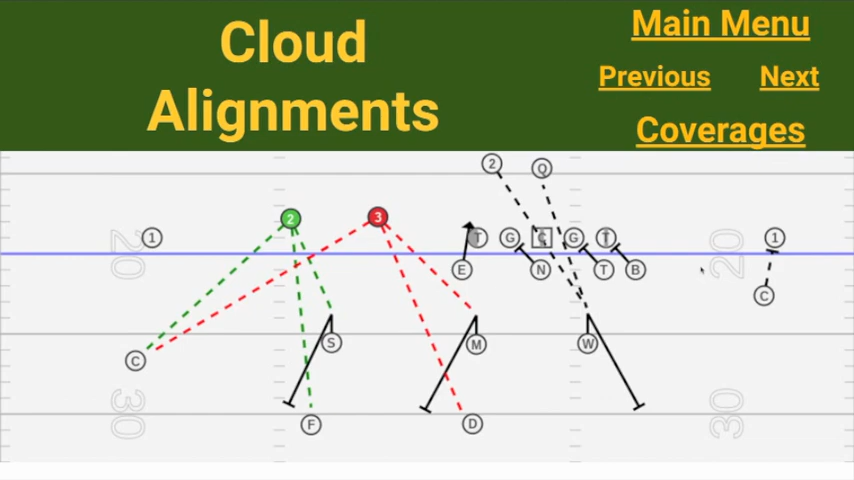 Cloud
Alignments
Main Menu
Previous Next
Coverages
2 Q
2 3
1 T G C G T 1
E N T B
20 20
C
S M W
C
30 30
F D